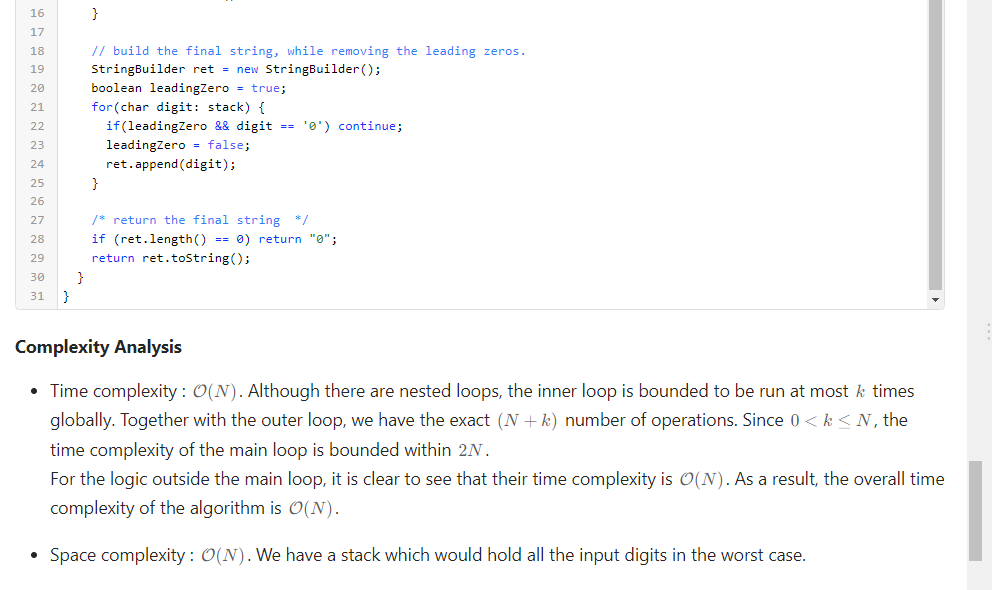 16 }
17
18 // build the final string, while removing the leading zeros.
19 StringBuilder ret = new StringBuilder();
20 boolean leadingZero = true;
21 for(char digit: stack) {
22 if(leadingZero && digit == '0') continue;
23 leadingZero = false;
24 ret.append(digit);
25 }
26
27 /* return the final string  */
28 if (ret.length() == 0) return "0";
29 return ret.toString();
30 }
31 }
Complexity Analysis
• Time complexity : 𝒪(N). Although there are nested loops, the inner loop is bounded to be run at most k times
globally. Together with the outer loop, we have the exact (N + k) number of operations. Since 0 < k ≤ N, the
time complexity of the main loop is bounded within 2N.
For the logic outside the main loop, it is clear to see that their time complexity is 𝒪(N). As a result, the overall time
complexity of the algorithm is 𝒪(N).
• Space complexity : 𝒪(N). We have a stack which would hold all the input digits in the worst case.